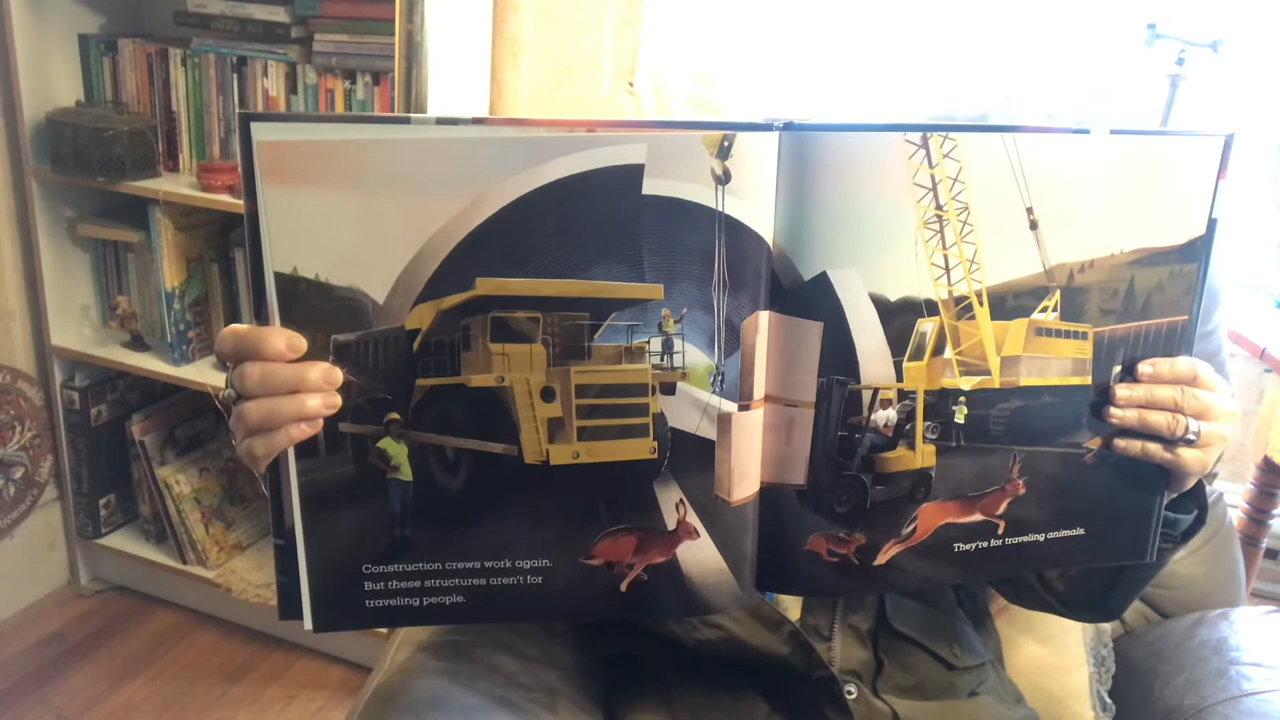 Construction crews work again.
But these structures aren't for
traveling people.
They're for traveling animals.